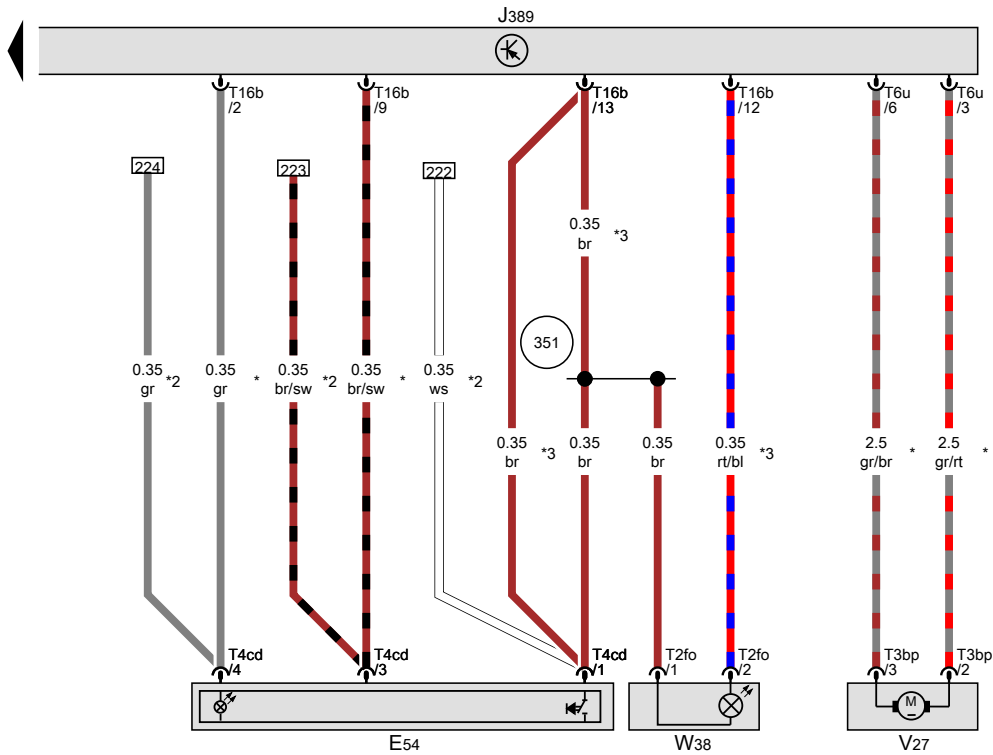 J389
T16b
/2
T16b
/9
T16b
/13
T16b
/12
T6u
/6
T6u
/3
224
223
222
0.35
br
*3
351
0.35
gr
*2
0.35
gr
*
0.35
br/sw
*2
0.35
br/sw
*
0.35
ws
*2
0.35
br
*3
0.35
br
0.35
br
0.35
rt/bl
*3
2.5
gr/br
*
2.5
gr/rt
*
T4cd
/4
T4cd
/3
T4cd
/1
T2fo
/1
T2fo
/2
T3bp
/3
T3bp
/2
M
E54
W38
V27